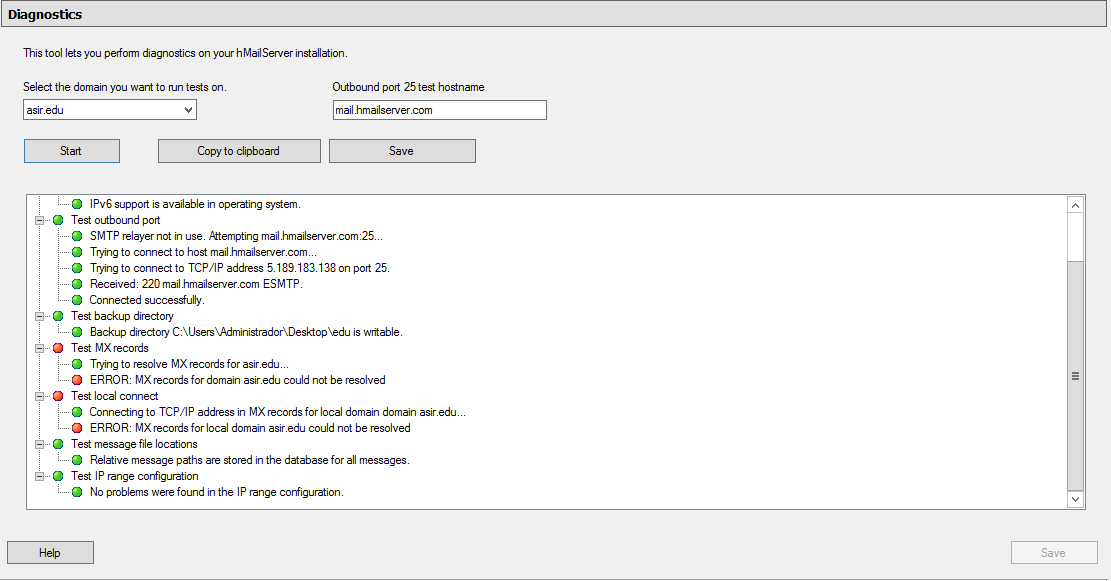 Diagnostics
This tool lets you perform diagnostics on your hMailServer installation.
Select the domain you want to run tests on.
Outbound port 25 test hostname
asir.edu
mail.hmailserver.com
Start
Copy to clipboard
Save
IPv6 support is available in operating system.
Test outbound port
SMTP relayer not in use. Attempting mail.hmailserver.com:25...
Trying to connect to host mail.hmailserver.com...
Trying to connect to TCP/IP address 5.189.183.138 on port 25.
Received: 220 mail.hmailserver.com ESMTP.
Connected successfully.
Test backup directory
Backup directory C:\Users\Administrador\Desktop\edu is writable.
Test MX records
Trying to resolve MX records for asir.edu...
ERROR: MX records for domain asir.edu could not be resolved
Test local connect
Connecting to TCP/IP address in MX records for local domain domain asir.edu...
ERROR: MX records for local domain asir.edu could not be resolved
Test message file locations
Relative message paths are stored in the database for all messages.
Test IP range configuration
No problems were found in the IP range configuration.
Help
Save